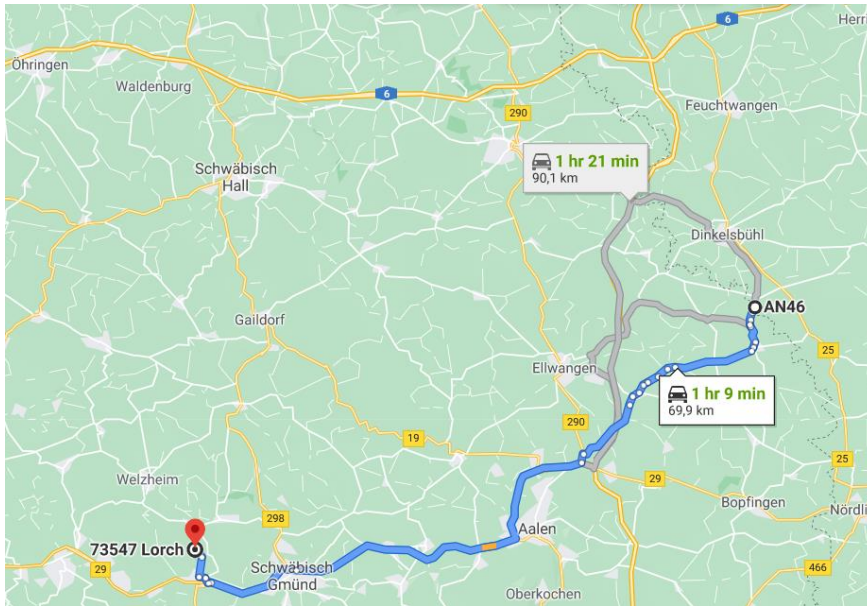 6
Herri
Öhringen
Waldenburg
6
290
Feuchtwangen
Schwäbisch
Hall
1 hr 21 min
90,1 km
Dinkelsbühl
AN46
Gaildorf
25
Ellwangen
1 hr 9 min
69,9 km
290
19
25
29
Welzheim
Bopfingen
Nördli
298
Aalen
73547 Lorch
29
Schwäbisch
Gmünd
466
Oberkochen